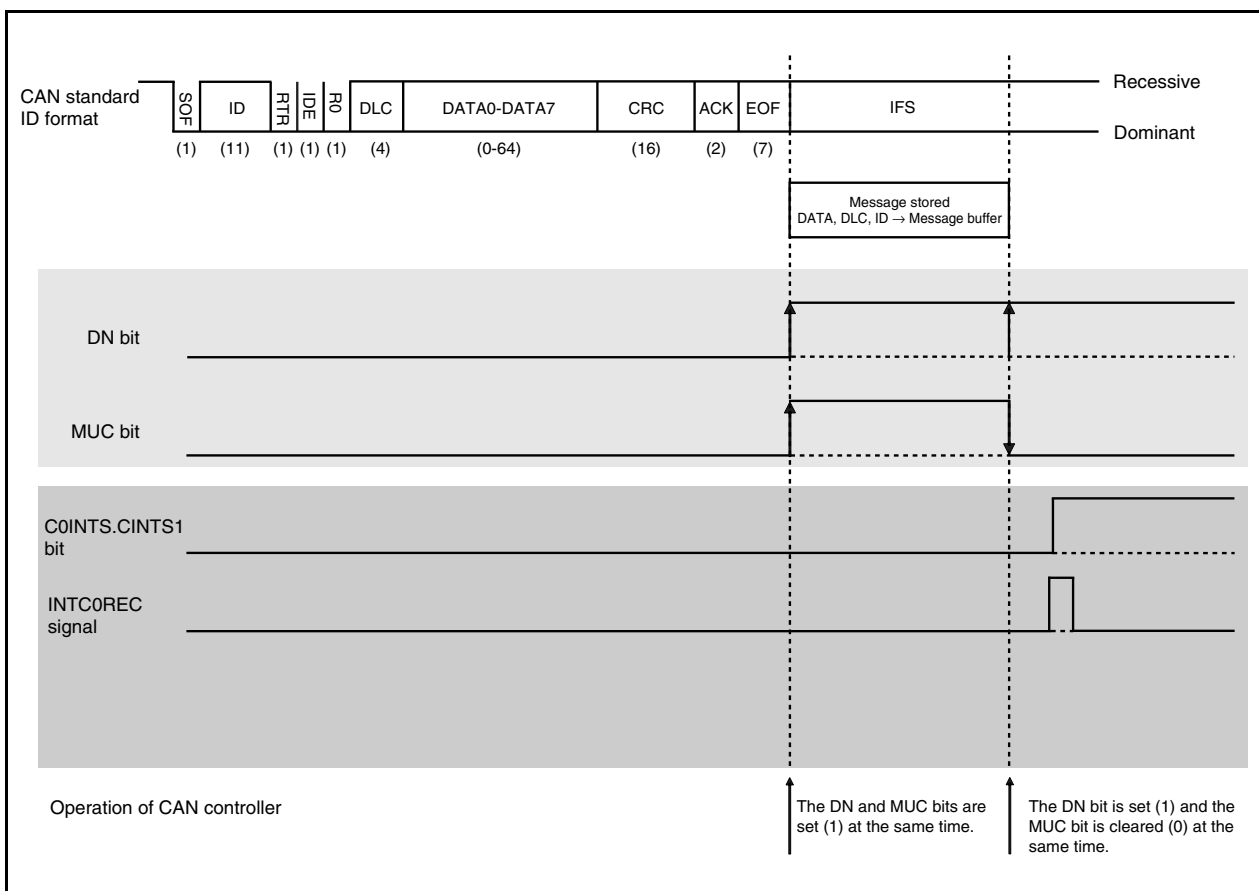 CAN standard
ID format
SOF
ID
RTR
IDE
R0
DLC
DATA0-DATA7
CRC
ACK
EOF
IFS
Recessive
Dominant
(1)
(11)
(1)
(1)
(1)
(4)
(0-64)
(16)
(2)
(7)
Message stored
DATA, DLC, ID → Message buffer
DN bit
MUC bit
C0INTS.CINTS1
bit
INTC0REC
signal
Operation of CAN controller
The DN and MUC bits are
set (1) at the same time.
The DN bit is set (1) and the
MUC bit is cleared (0) at the
same time.